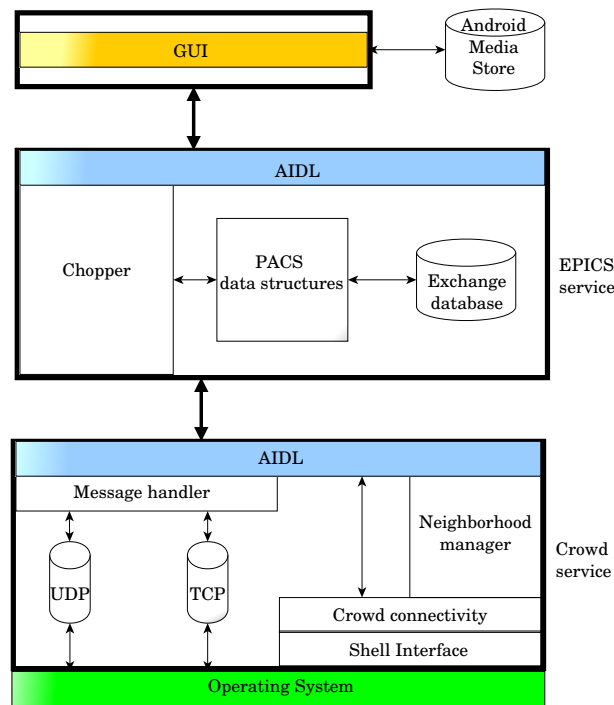 GUI
Android
Media
Store
AIDL
Chopper
PACS
data structures
Exchange
database
EPICS
service
AIDL
Message handler
Neighborhood
manager
UDP
TCP
Crowd
service
Crowd connectivity
Shell Interface
Operating System